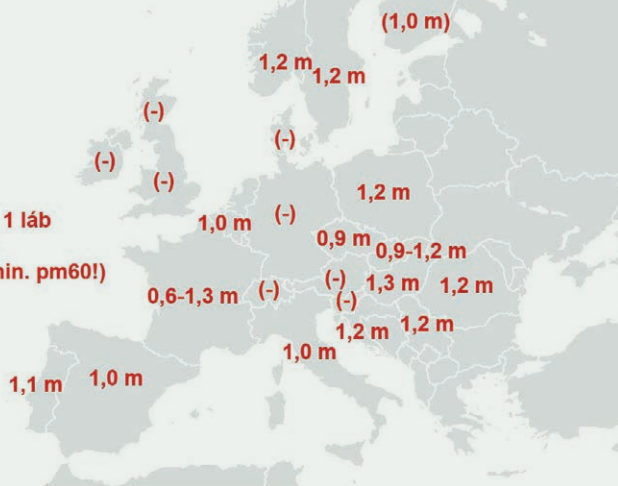 (1,0 m)
1,2 m
1,2 m
(-)
(-)
(-)
(-)
1,2 m
1 láb
1,0 m
(-)
0,9 m
0,9-1,2 m
pm60!)
0,6-1,3 m
(-)
(-)
1,3 m
1,2 m
(-)
1,2 m
1,2 m
1,0 m
1,1 m
1,0 m